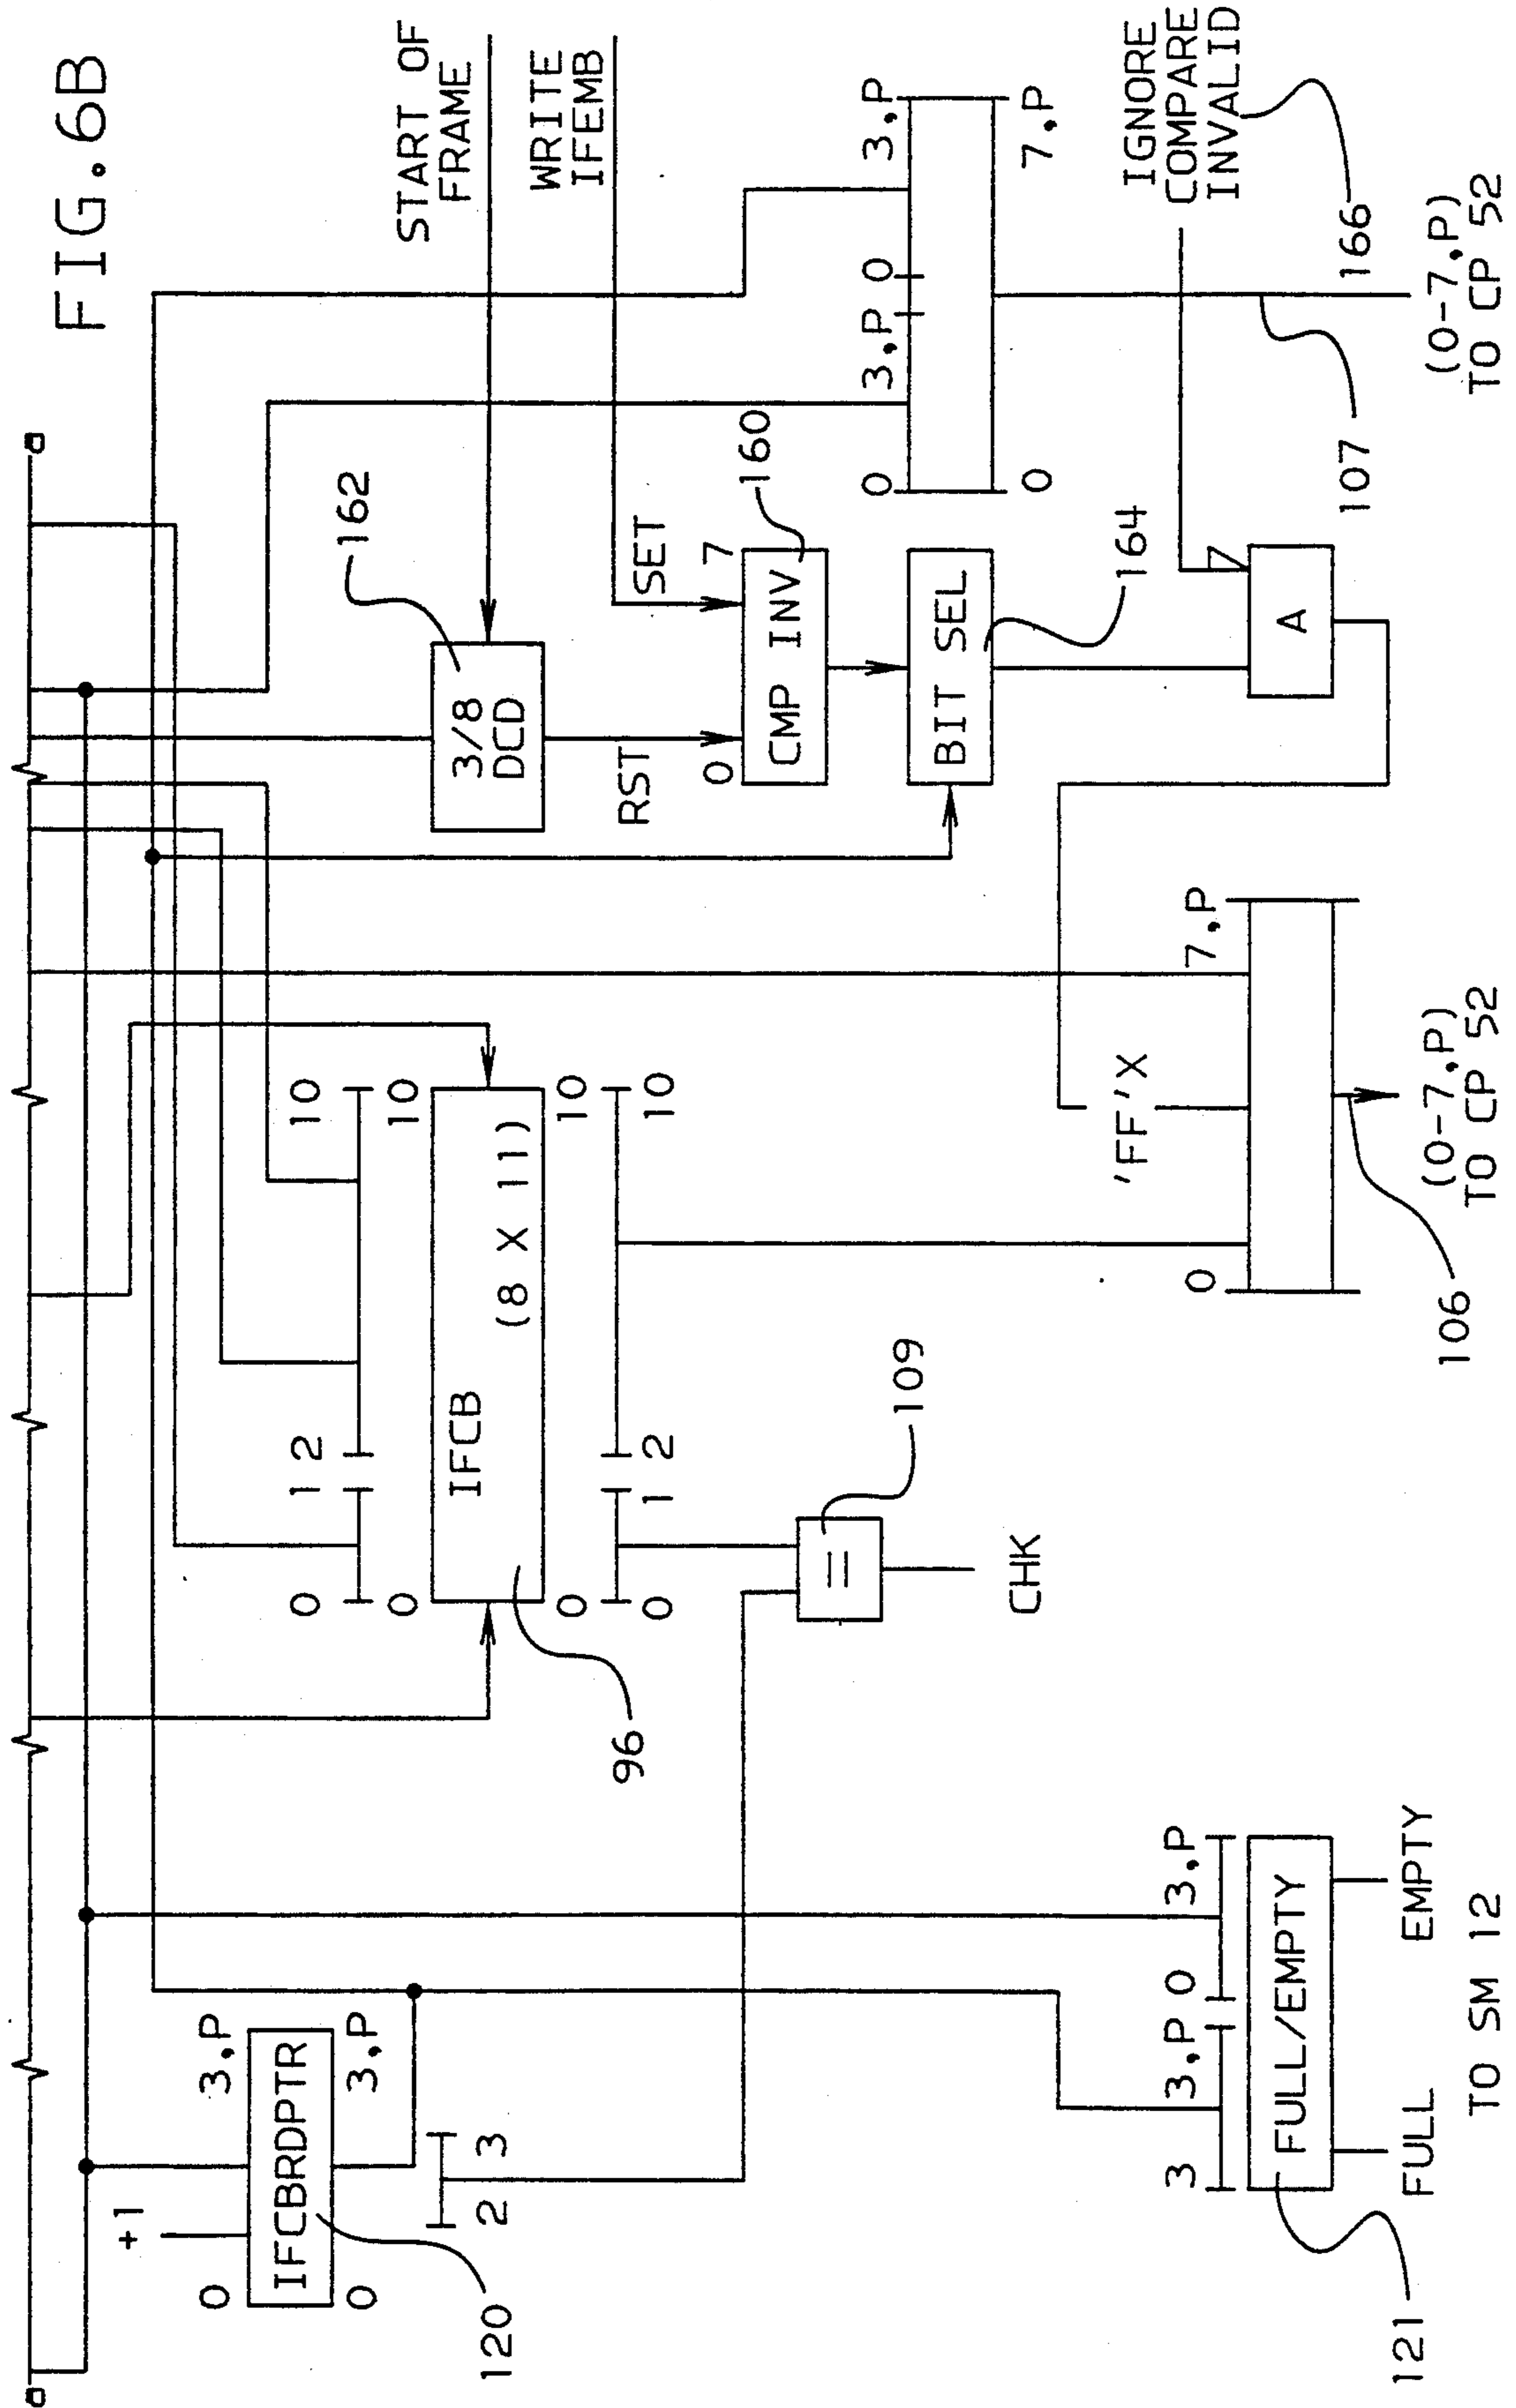 FIG.6B
a
a
+1
0
3,P
IFCBRDPTR
0
3,P
120
2 3
0 1 2 10
0 10
IFCB
(8 X 11)
0 10
0 1 2 10
96
=
109
CHK
START OF
FRAME
162
3/8
DCD
WRITE
IFEMB
RST
SET
0
7
CMP INV
160
BIT SEL
164
IGNORE
COMPARE
INVALID
166
A
0 3,P 0 3,P
0 7,P
107
(0-7,P)
TO CP 52
'FF'X
0
7,P
106
(0-7,P)
TO CP 52
3 3,P 0 3,P
FULL/EMPTY
121
FULL
EMPTY
TO SM 12